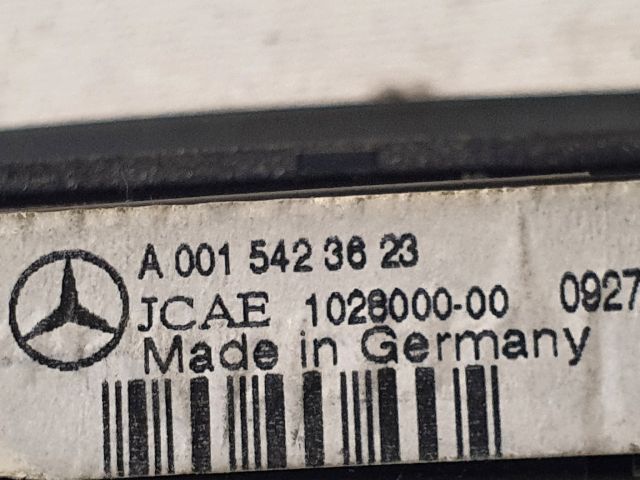 A 001 542 36 23
JCAE 1028000-00 0927
Made in Germany